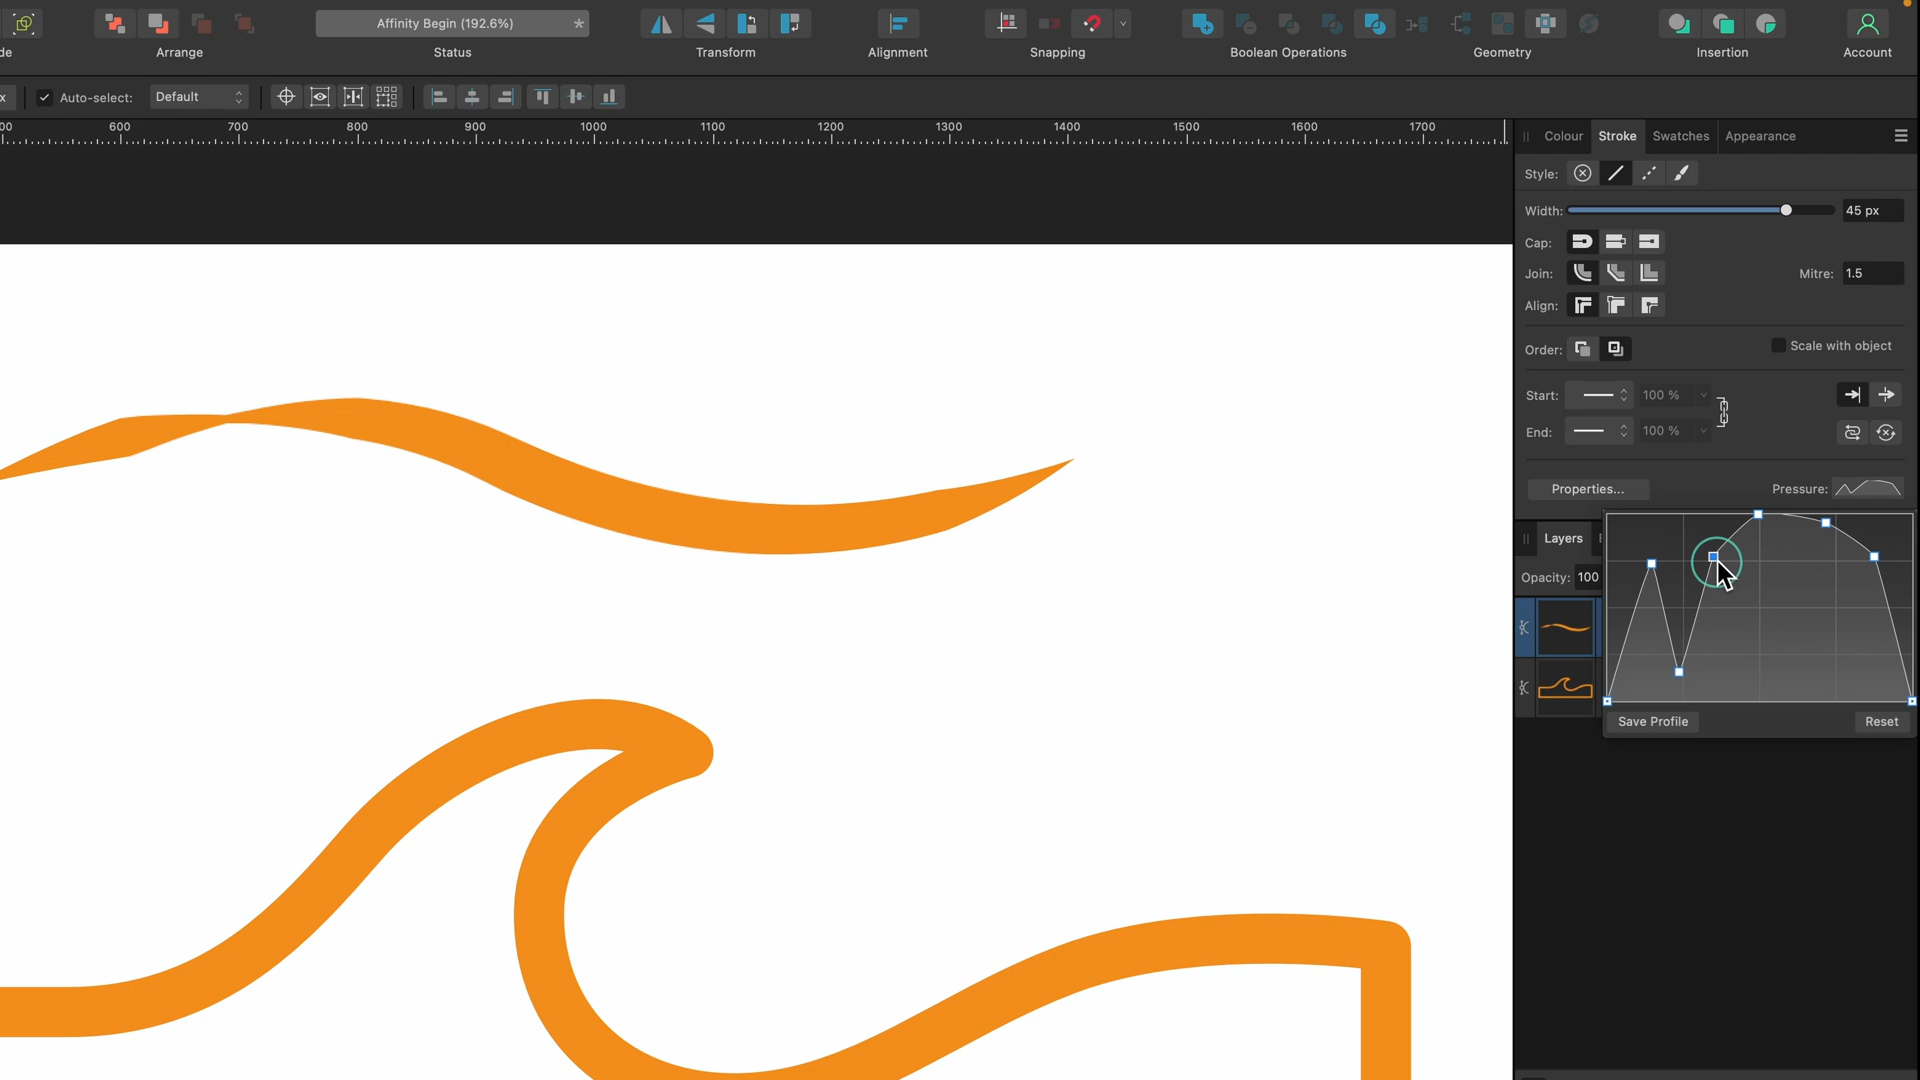 Affinity Begin (192.6%) *
de Arrange Status Transform Alignment Snapping Boolean Operations Geometry Insertion Account
x Auto-select: Default
00 600 700 800 900 1000 1100 1200 1300 1400 1500 1600 1700
Colour Stroke Swatches Appearance
Style:
Width: 45 px
Cap:
Join: Mitre: 1.5
Align:
Order: Scale with object
Start: 100 %
End: 100 %
Properties... Pressure:
Layers
Opacity: 100
Save Profile Reset